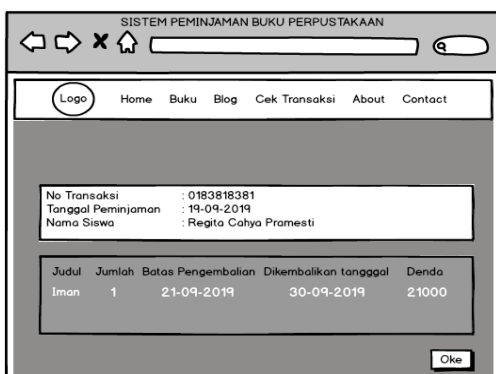 SISTEM PEMINJAMAN BUKU PERPUSTAKAAN
Logo Home Buku Blog Cek Transaksi About Contact
No Transaksi : 0183818381
Tanggal Peminjaman : 19-09-2019
Nama Siswa : Regita Cahya Pramesti
Judul Jumlah Batas Pengembalian Dikembalikan tangggal Denda
Iman 1 21-09-2019 30-09-2019 21000
Oke